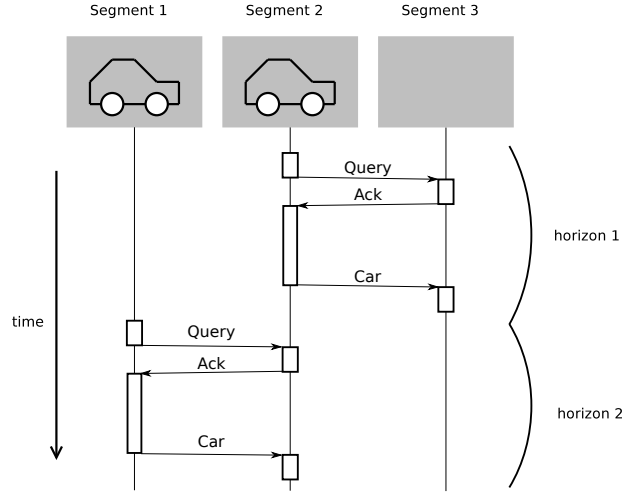 Segment 1
Segment 2
Segment 3
Query
Ack
horizon 1
Car
time
Query
Ack
horizon 2
Car